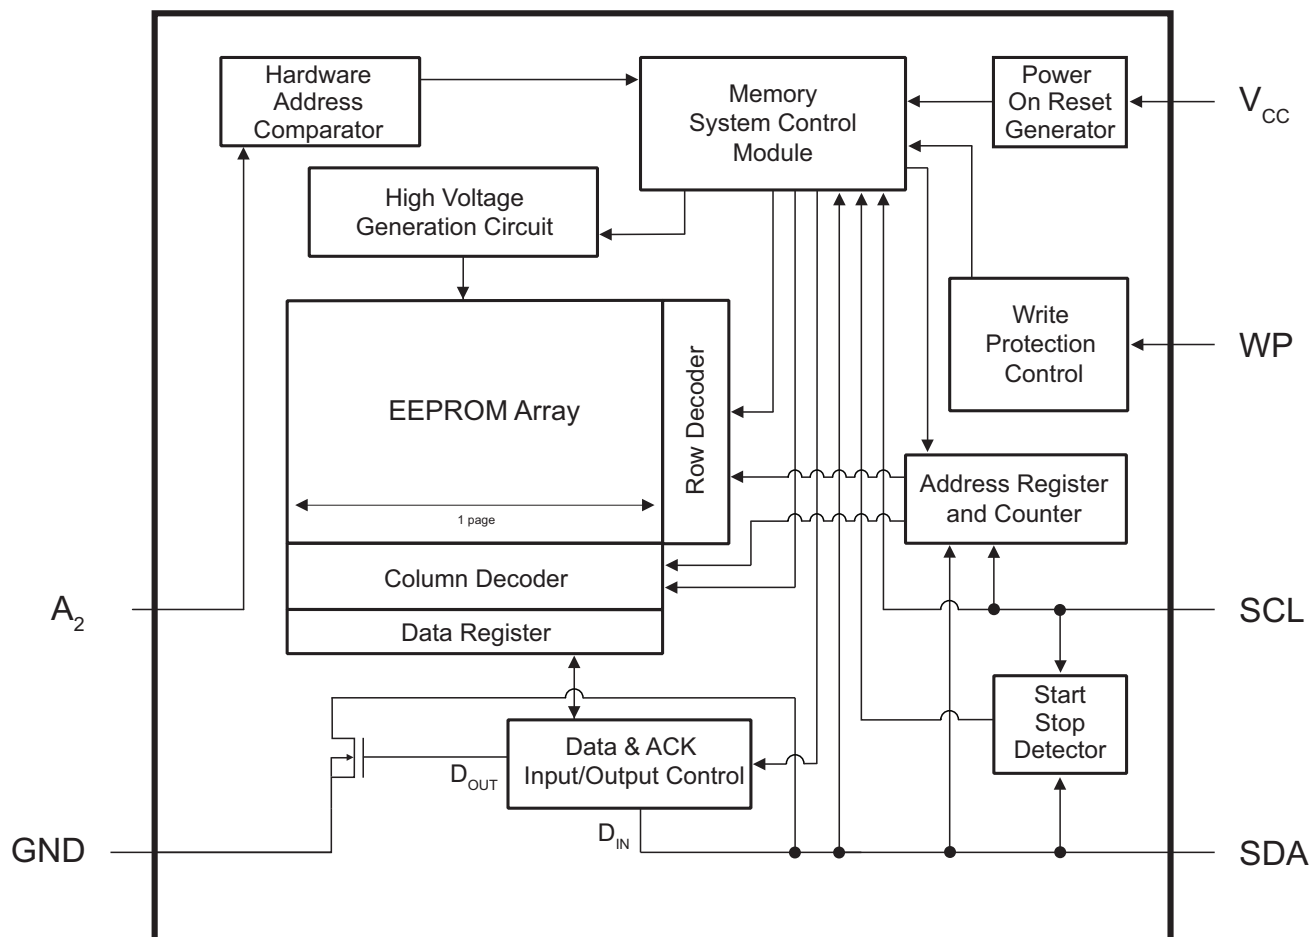 Hardware
Address
Comparator
Memory
System Control
Module
Power
On Reset
Generator
VCC
High Voltage
Generation Circuit
Write
Protection
Control
WP
EEPROM Array
Row Decoder
1 page
Address Register
and Counter
Column Decoder
A2
SCL
Data Register
Start
Stop
Detector
Data & ACK
Input/Output Control
DOUT
DIN
GND
SDA